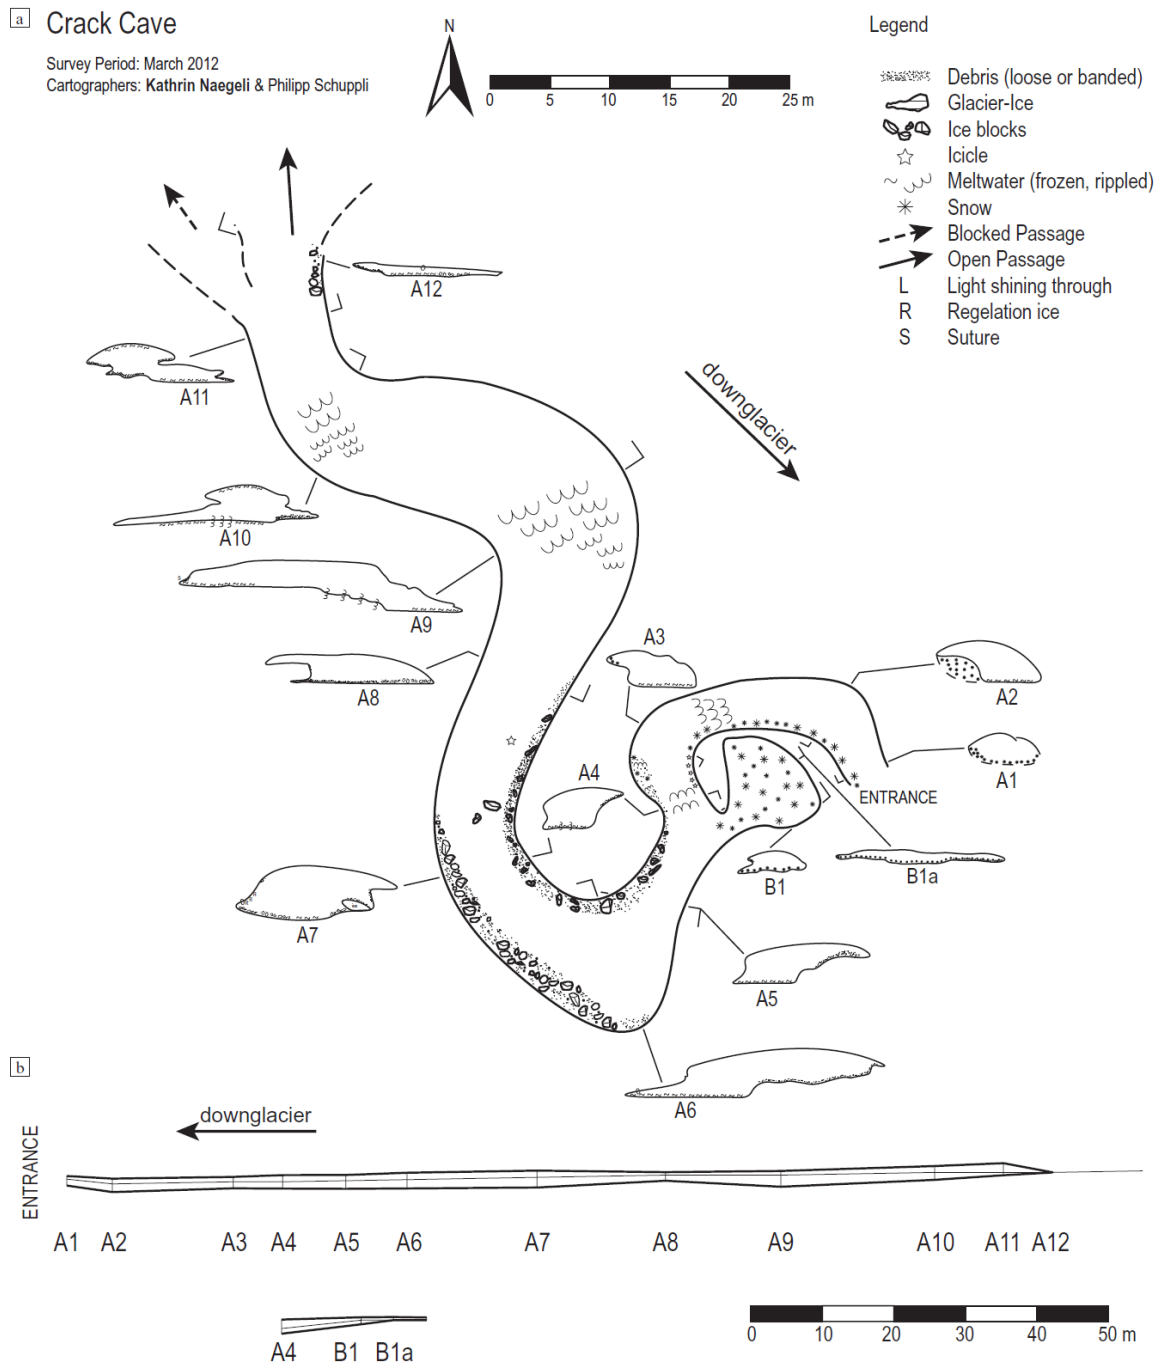 a
Crack Cave
Survey Period: March 2012
Cartographers: Kathrin Naegeli & Philipp Schuppli
N
0 5 10 15 20 25 m
Legend
Debris (loose or banded)
Glacier-Ice
Ice blocks
Icicle
Meltwater (frozen, rippled)
Snow
Blocked Passage
Open Passage
L Light shining through
R Regelation ice
S Suture
A12
A11
downglacier
A10
A9
A3
A8
A2
A4
A1
ENTRANCE
B1
B1a
A7
A5
A6
b
downglacier
ENTRANCE
A1 A2 A3 A4 A5 A6 A7 A8 A9 A10 A11 A12
A4 B1 B1a
0 10 20 30 40 50 m